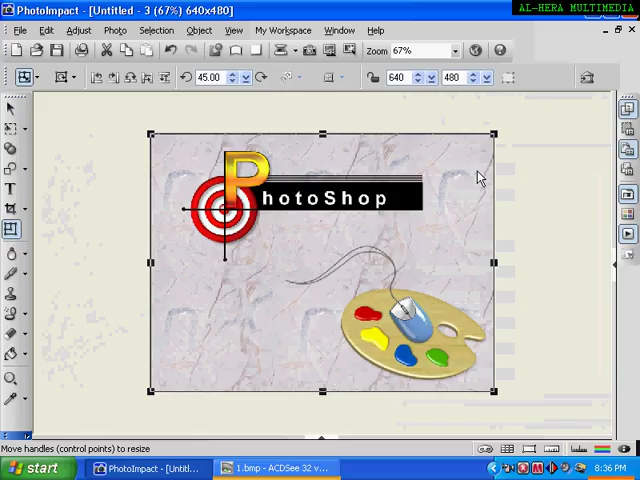 PhotoImpact - [Untitled - 3 (67%) 640x480]
AL-HERA MULTIMEDIA
File Edit Adjust Photo Selection Object My Workspace View Web Window Help
Zoom 67%
45.00 640 480
PhotoShop
Move handles (control points) to resize
start PhotoImpact - [Untitl... 1.bmp - ACDSee 32 v... 8:36 PM